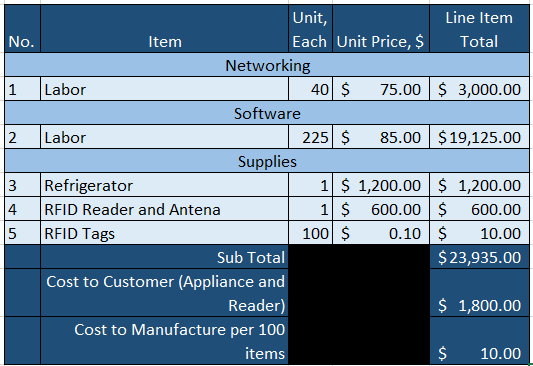 No. Item Unit, Each Unit Price, $ Line Item Total
Networking
1 Labor 40 $ 75.00 $ 3,000.00
Software
2 Labor 225 $ 85.00 $19,125.00
Supplies
3 Refrigerator 1 $ 1,200.00 $ 1,200.00
4 RFID Reader and Antena 1 $ 600.00 $ 600.00
5 RFID Tags 100 $ 0.10 $ 10.00
Sub Total $23,935.00
Cost to Customer (Appliance and
Reader) $ 1,800.00
Cost to Manufacture per 100
items $ 10.00